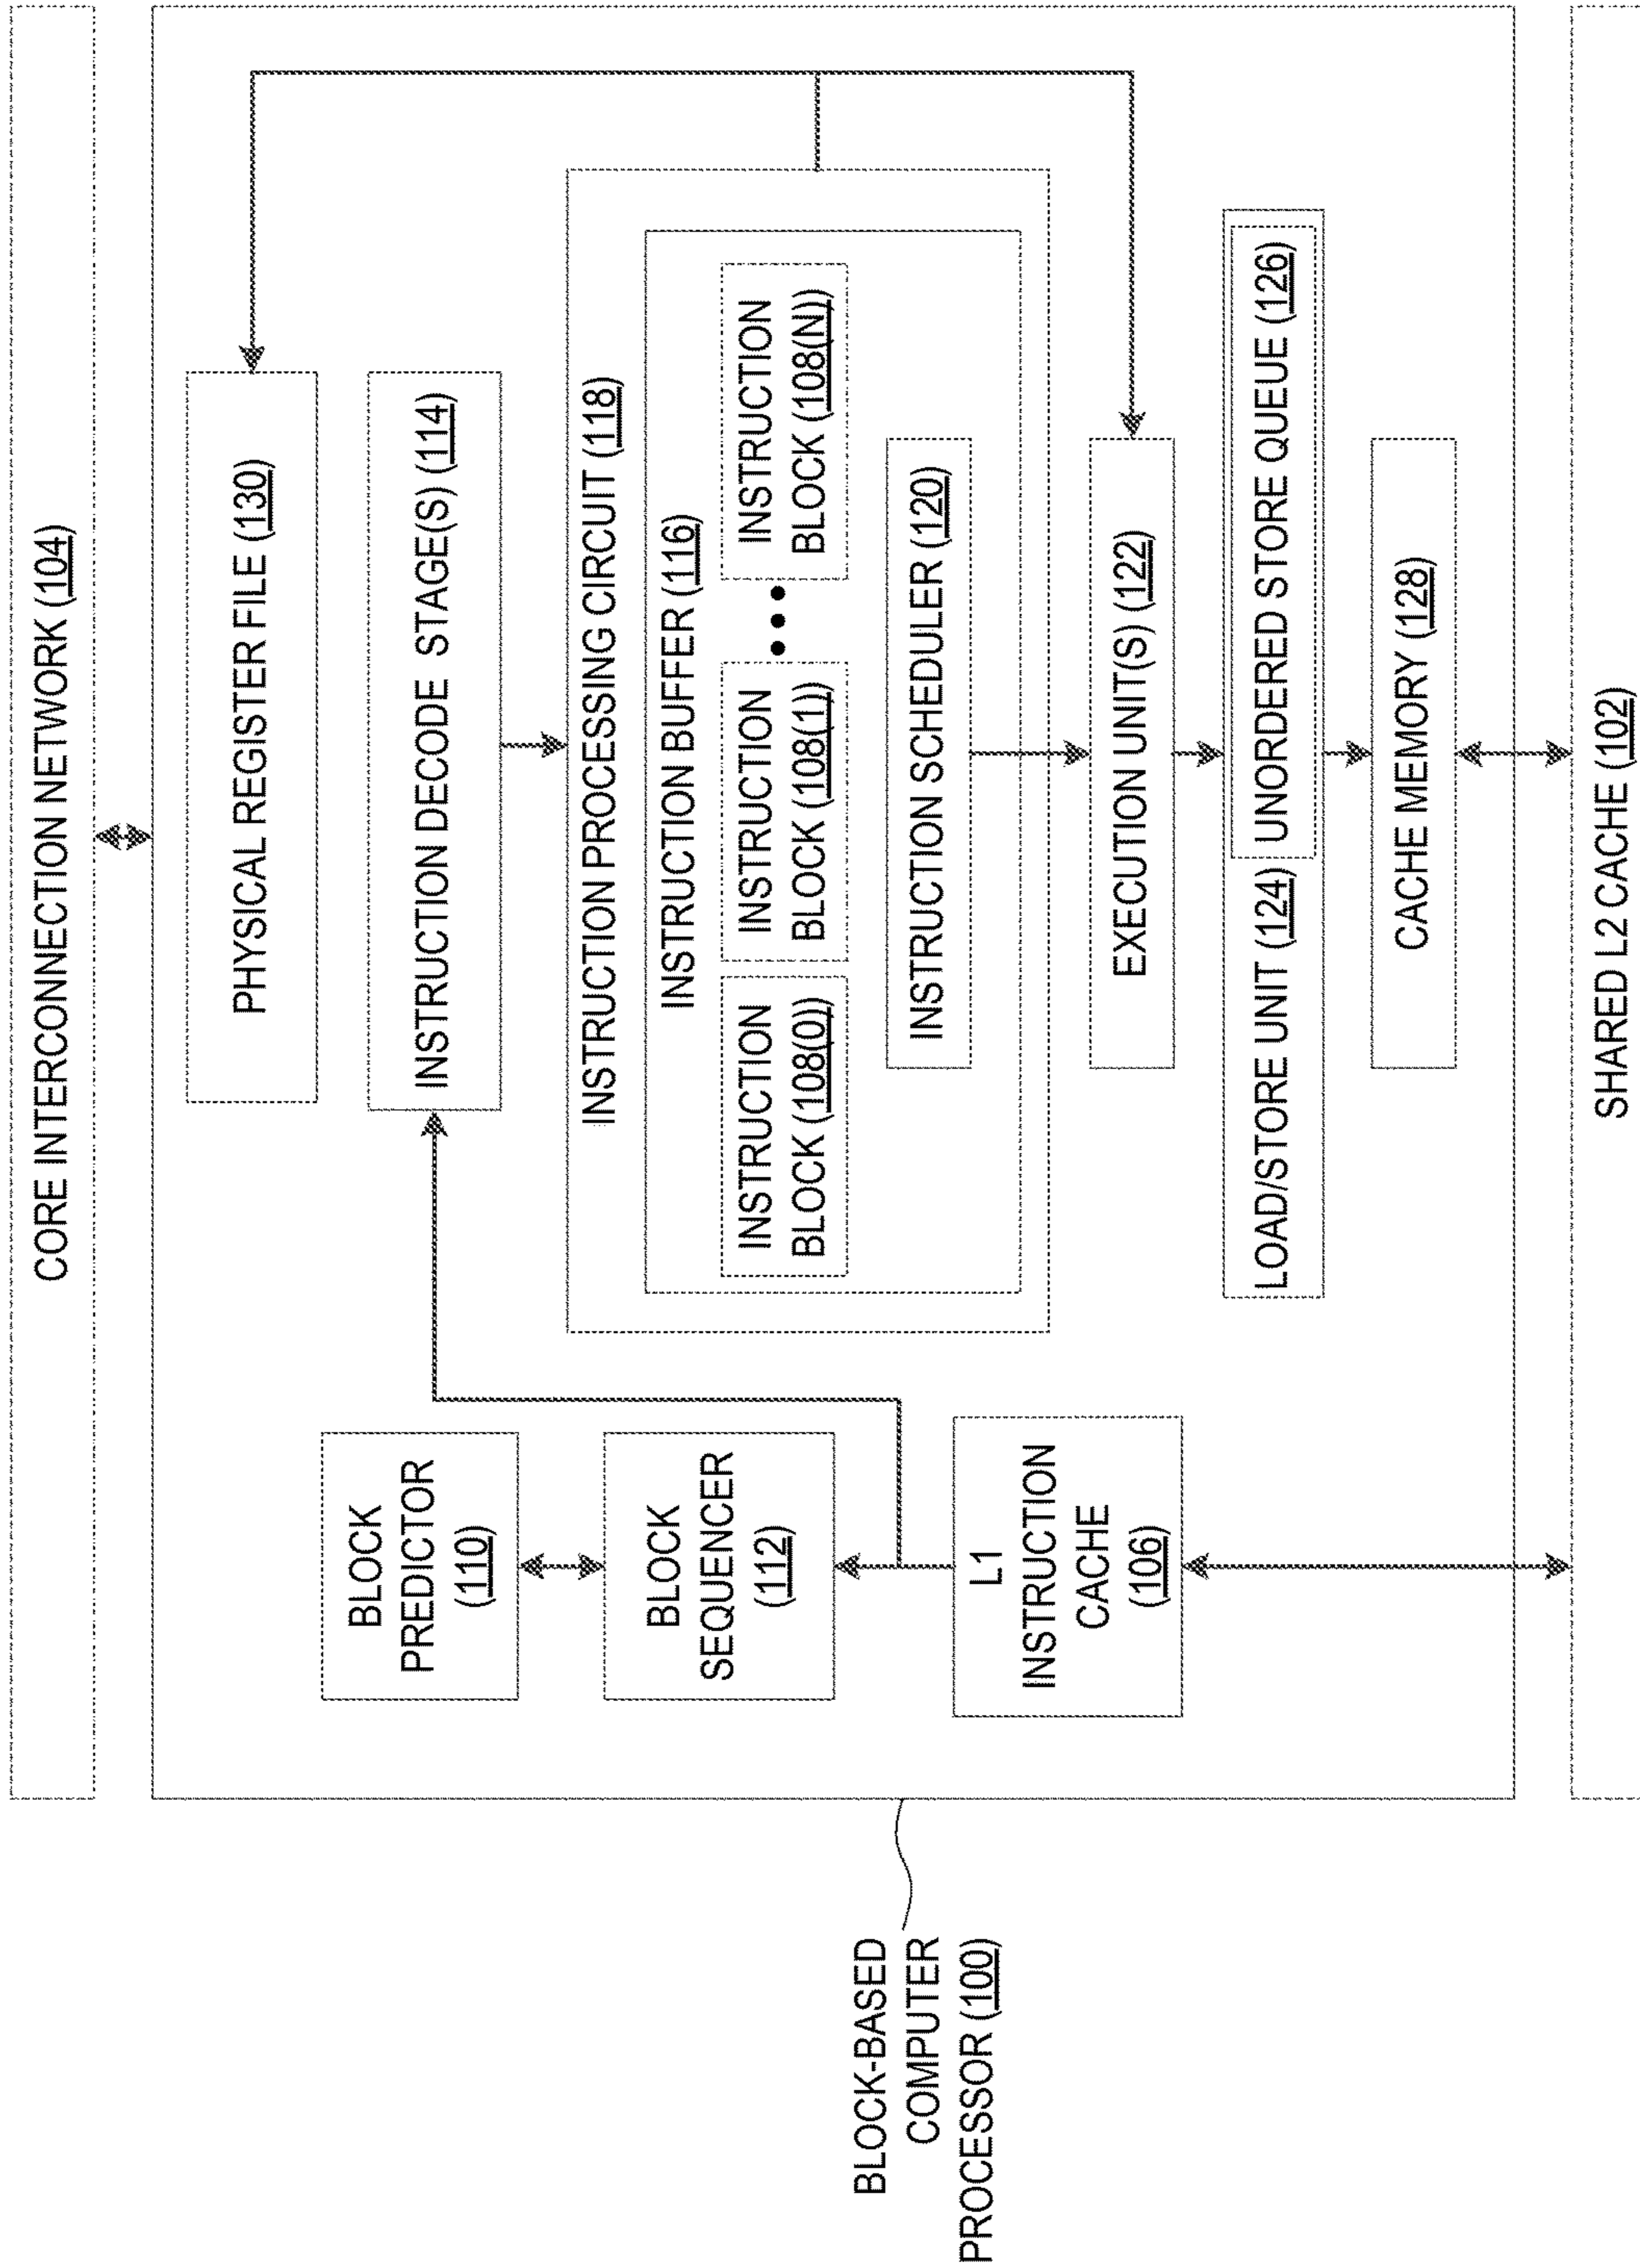 CORE INTERCONNECTION NETWORK (104)
BLOCK
PREDICTOR
(110)
BLOCK
SEQUENCER
(112)
L1
INSTRUCTION
CACHE
(106)
PHYSICAL REGISTER FILE (130)
INSTRUCTION DECODE STAGE(S) (114)
INSTRUCTION PROCESSING CIRCUIT (118)
INSTRUCTION BUFFER (116)
INSTRUCTION
BLOCK (108(0))
INSTRUCTION
BLOCK (108(1))
INSTRUCTION
BLOCK (108(N))
INSTRUCTION SCHEDULER (120)
EXECUTION UNIT(S) (122)
LOAD/STORE UNIT (124)
UNORDERED STORE QUEUE (126)
CACHE MEMORY (128)
SHARED L2 CACHE (102)
BLOCK-BASED
COMPUTER
PROCESSOR (100)